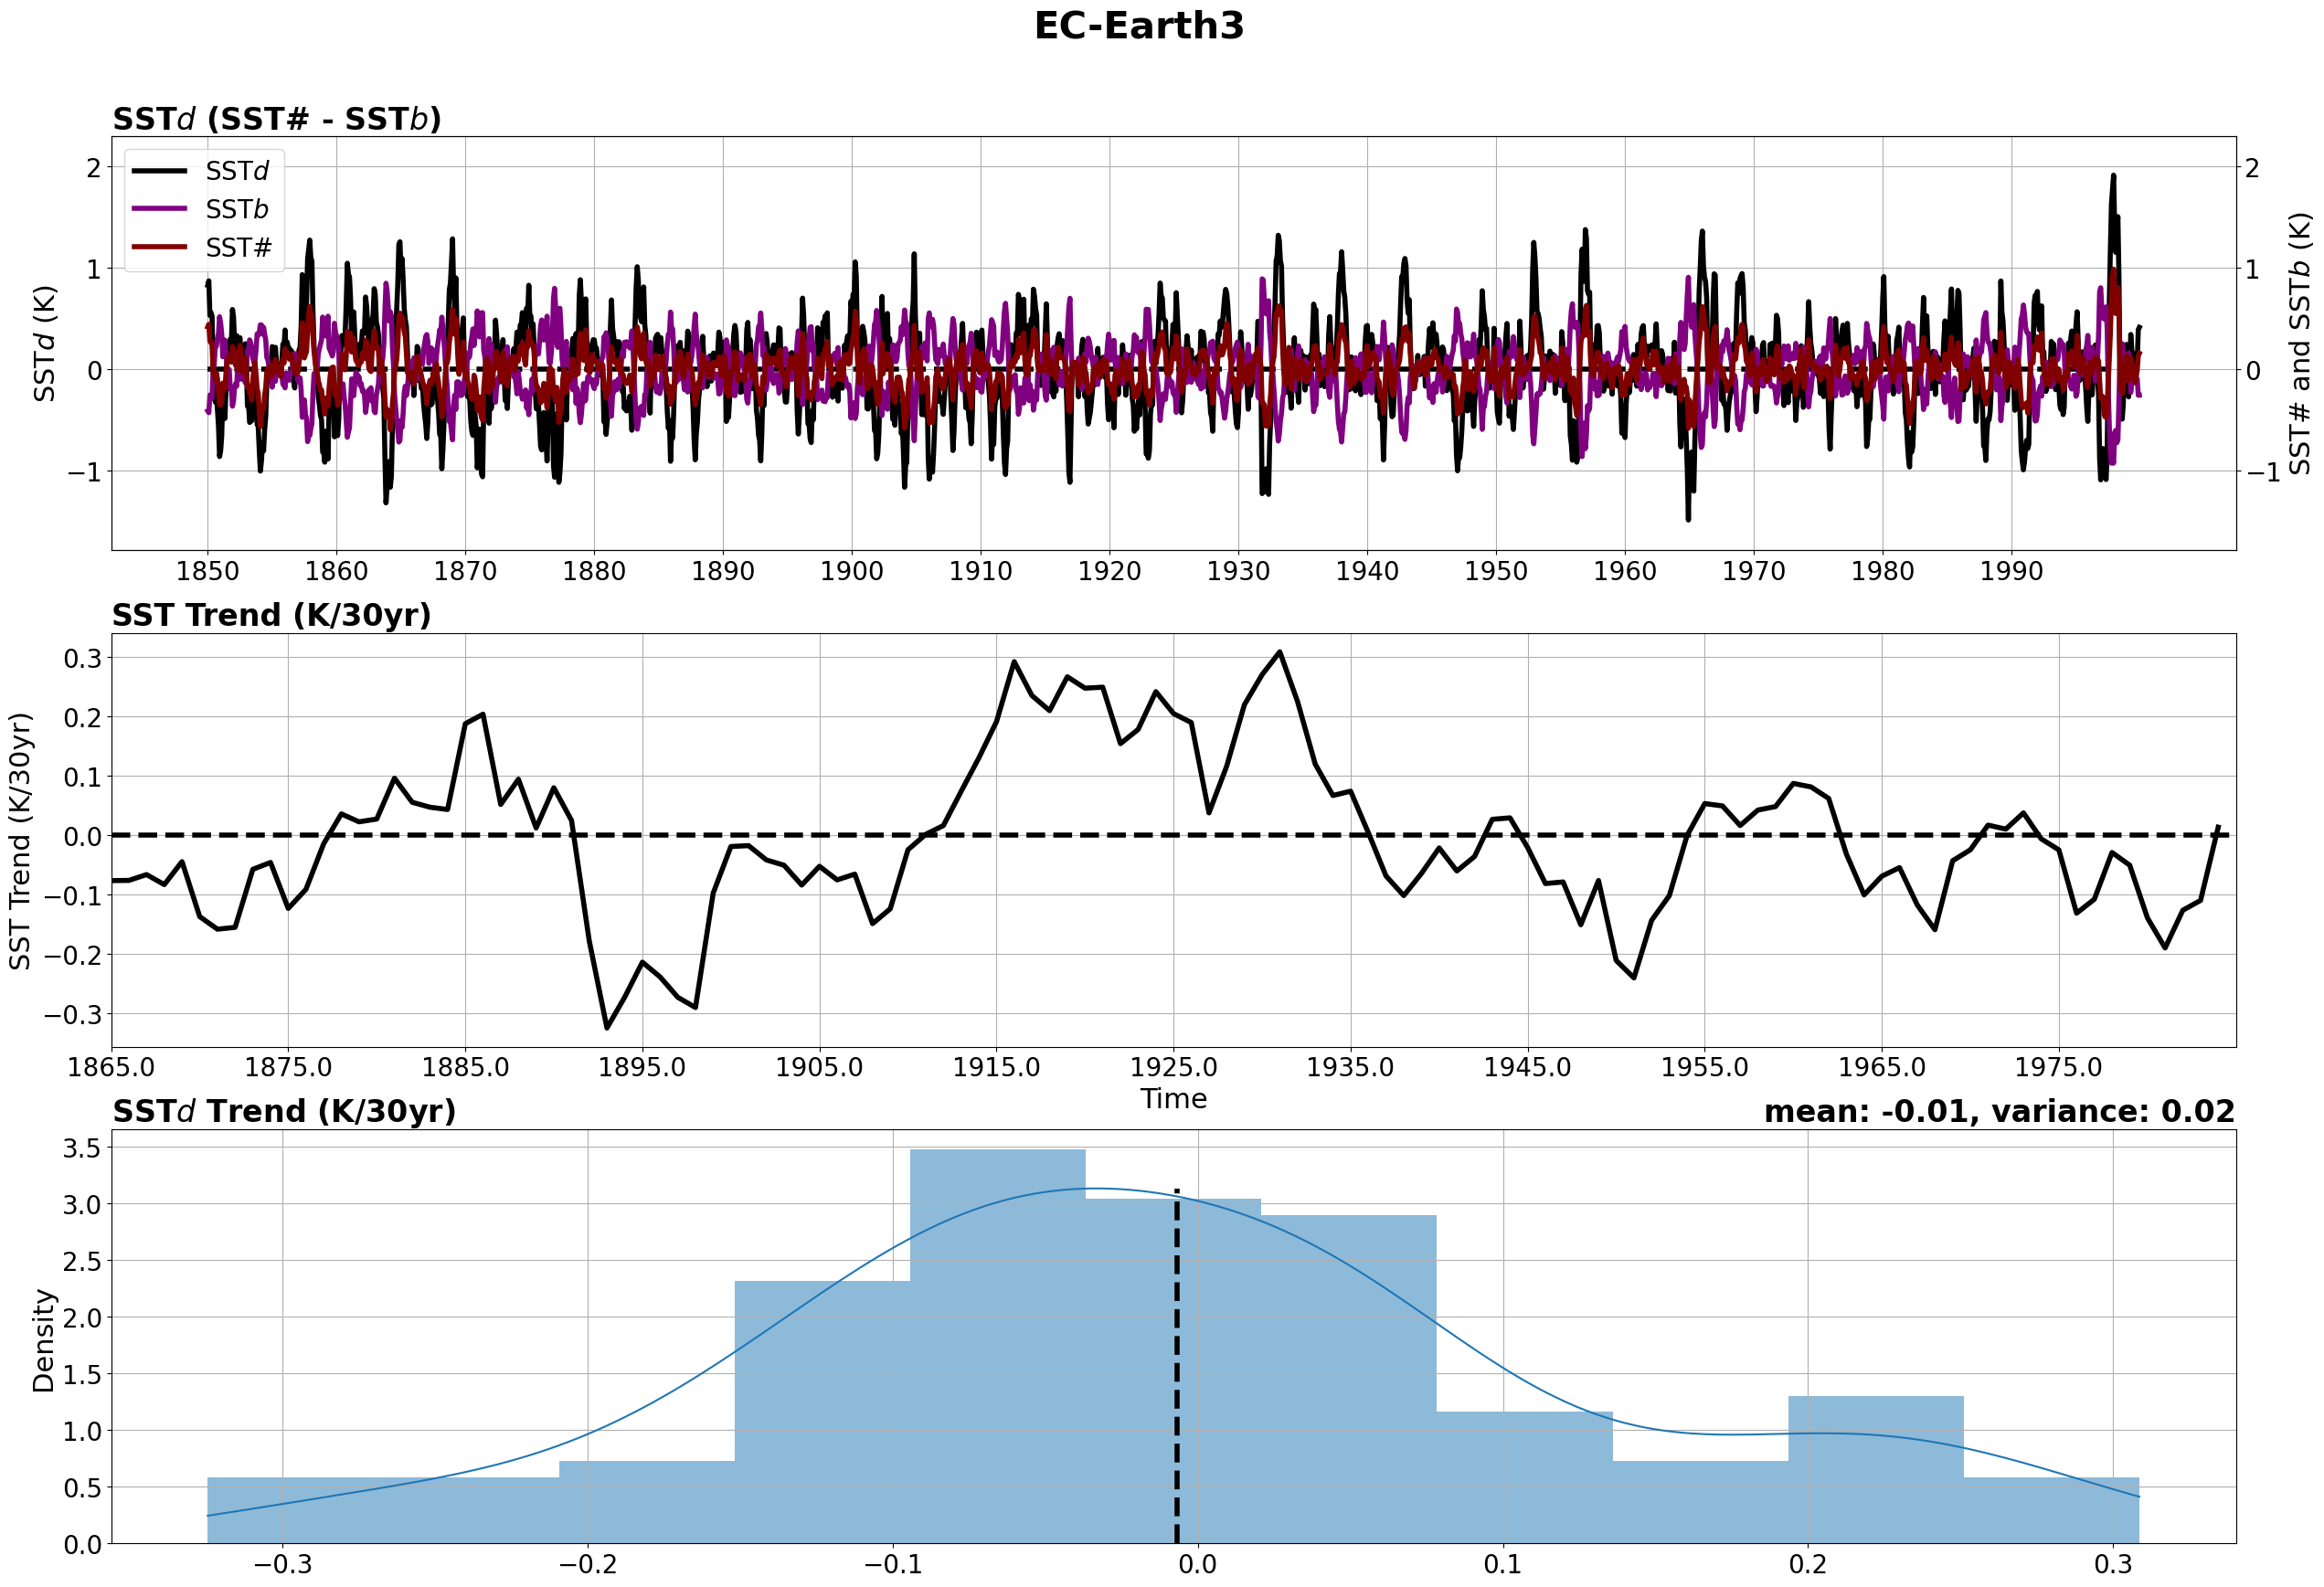 EC-Earth3
SSTd (SST# - SSTb)
SSTd
SSTb
SST#
2
1
0
−1
SSTd (K)
2
1
0
−1
SST# and SSTb (K)
1850 1860 1870 1880 1890 1900 1910 1920 1930 1940 1950 1960 1970 1980 1990
SST Trend (K/30yr)
0.3
0.2
0.1
0.0
−0.1
−0.2
−0.3
SST Trend (K/30yr)
1865.0 1875.0 1885.0 1895.0 1905.0 1915.0 1925.0 1935.0 1945.0 1955.0 1965.0 1975.0
Time
SSTd Trend (K/30yr)
mean: -0.01, variance: 0.02
3.5
3.0
2.5
2.0
1.5
1.0
0.5
0.0
Density
−0.3 −0.2 −0.1 0.0 0.1 0.2 0.3